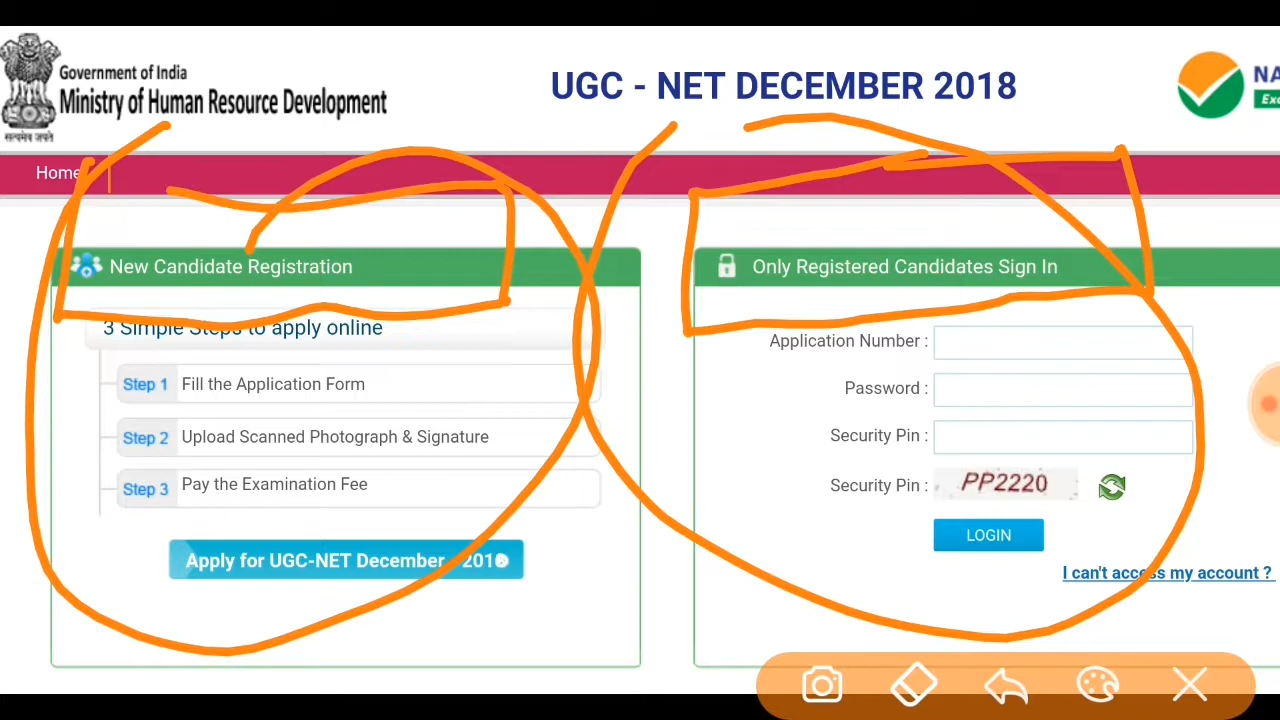 Government of India
Ministry of Human Resource Development
सत्यमेव जयते
UGC - NET DECEMBER 2018
Home
New Candidate Registration
3 Simple Steps to apply online
Step 1 Fill the Application Form
Step 2 Upload Scanned Photograph & Signature
Step 3 Pay the Examination Fee
Apply for UGC-NET December
Only Registered Candidates Sign In
Application Number :
Password :
Security Pin :
Security Pin : PP2220
LOGIN
I can't access my account ?